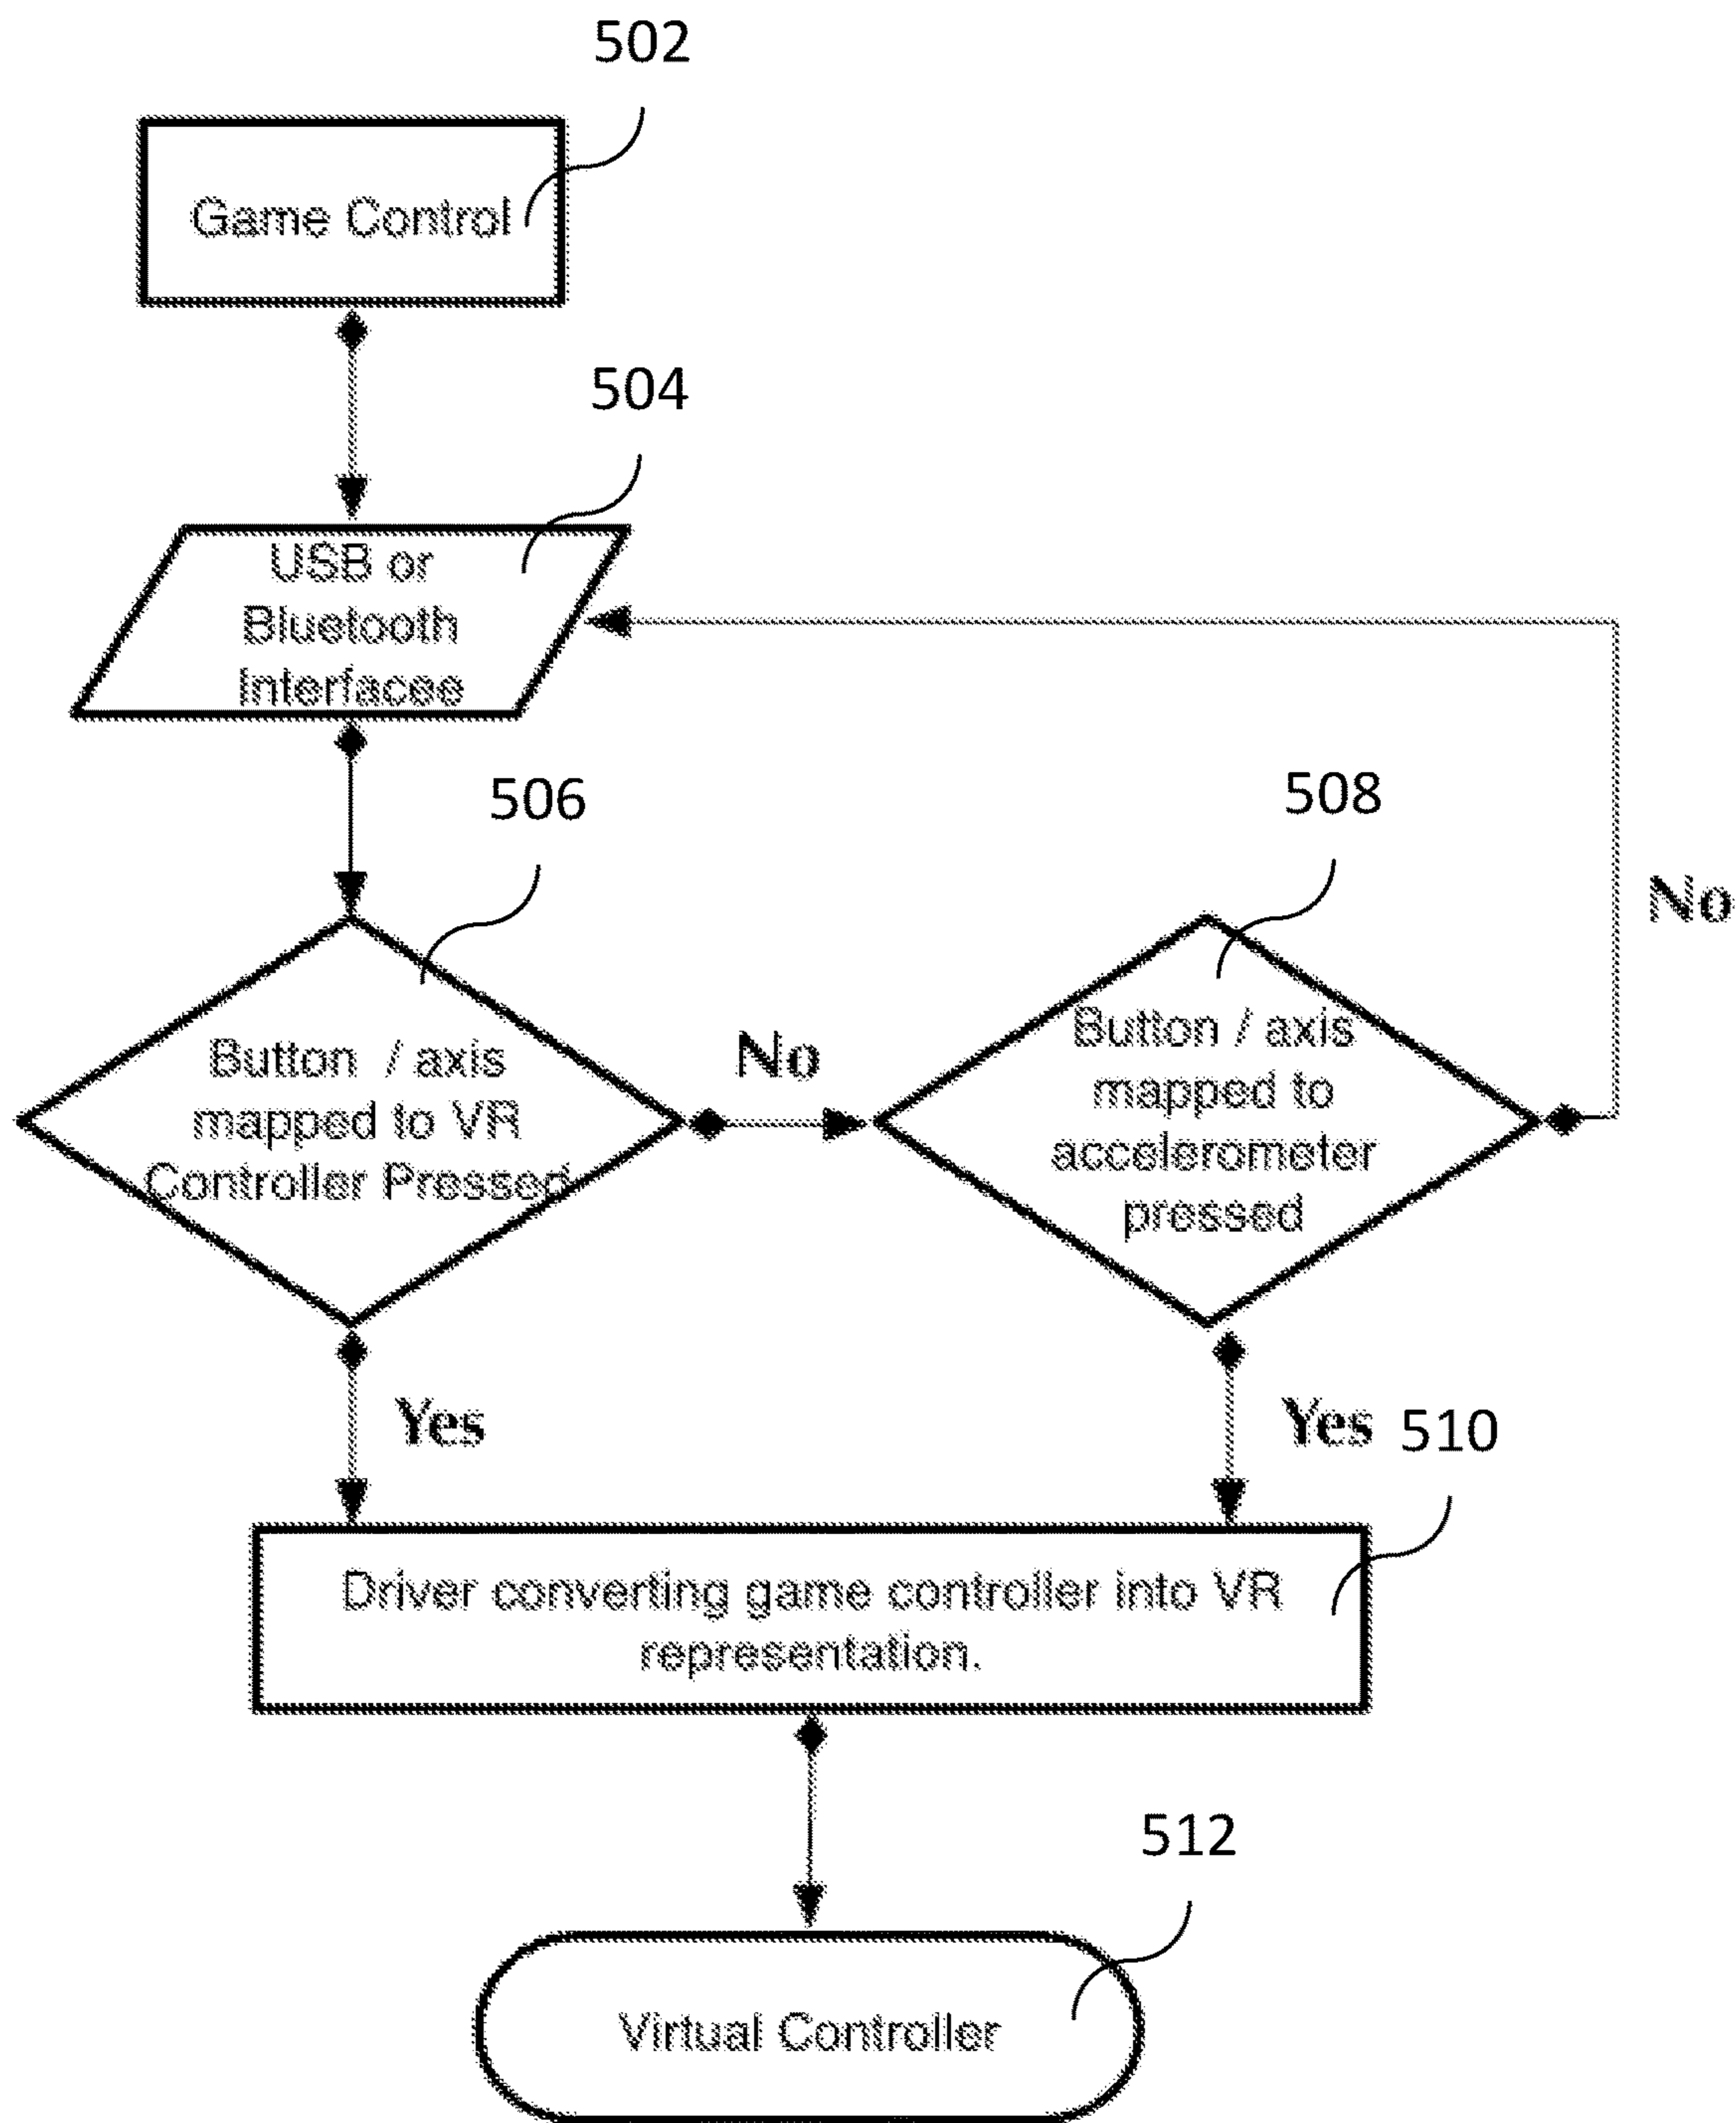 502
Game Control
504
USB or
Bluetooth
Interfacee
506
508
No
Button / axis
mapped to VR
Controller Pressed
No
Button / axis
mapped to
accelerometer
pressed
Yes
Yes
510
Driver converting game controller into VR
representation.
512
Virtual Controller